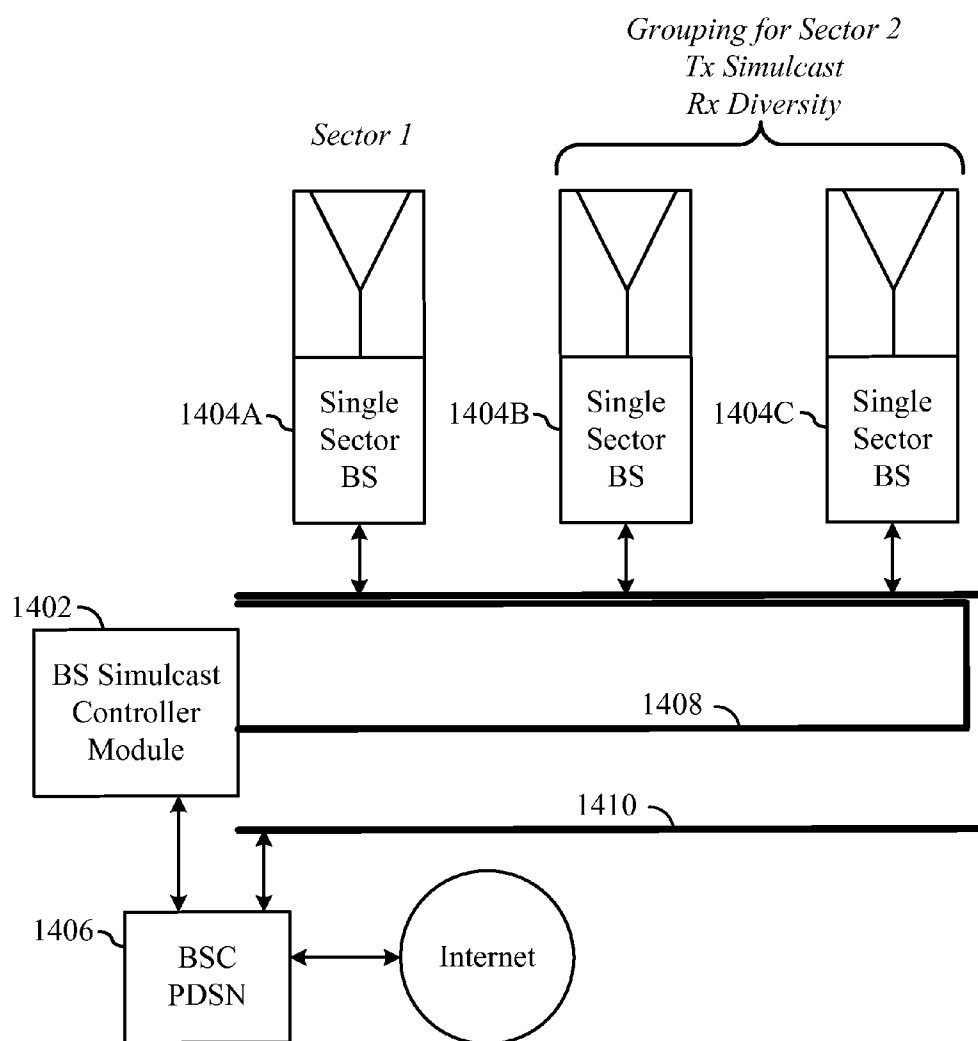 Grouping for Sector 2
Tx Simulcast
Rx Diversity
Sector 1
1404A
Single
Sector
BS
1404B
Single
Sector
BS
1404C
Single
Sector
BS
1402
BS Simulcast
Controller
Module
1408
1410
1406
BSC
PDSN
Internet